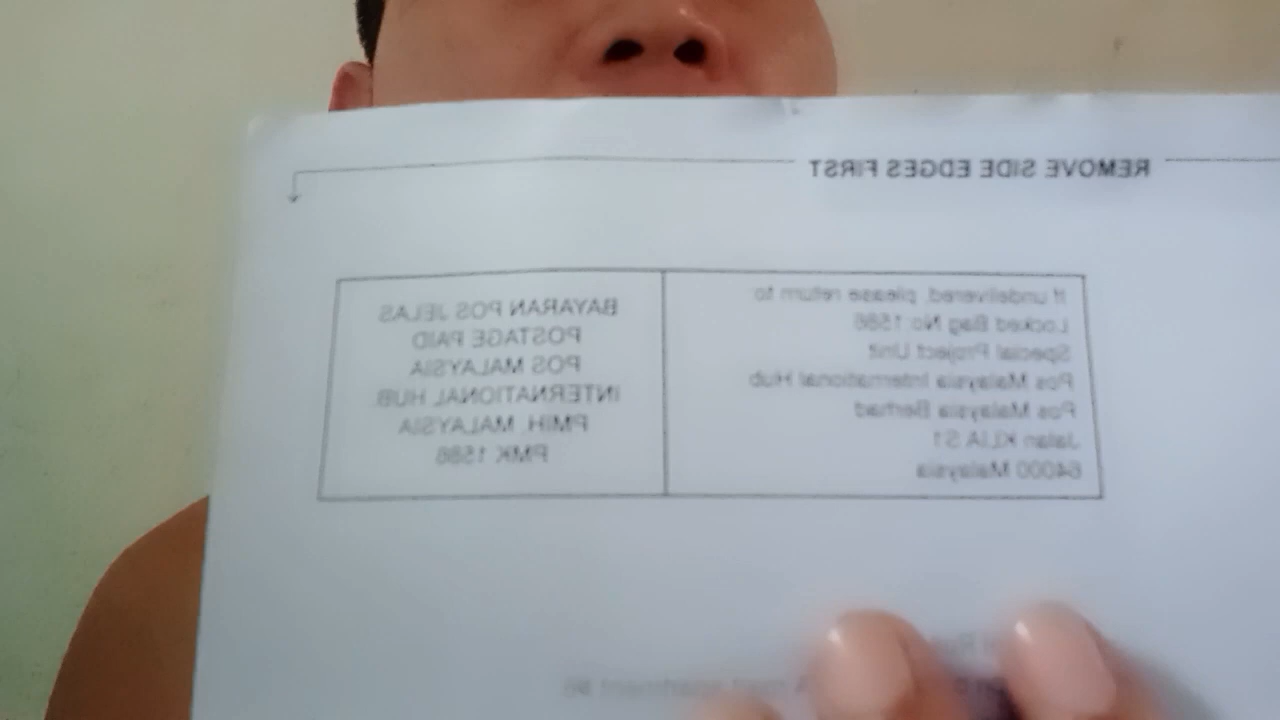 REMOVE SIDE EDGES FIRST
If undelivered, please return to:
Locked Bag No:1586
Special Project Unit
Pos Malaysia International Hub
Pos Malaysia Berhad
Jalan KLIA S1
64000 Malaysia
BAYARAN POS JELAS
POSTAGE PAID
POS MALAYSIA
INTERNATIONAL HUB
PMIH, MALAYSIA
PMK 1586